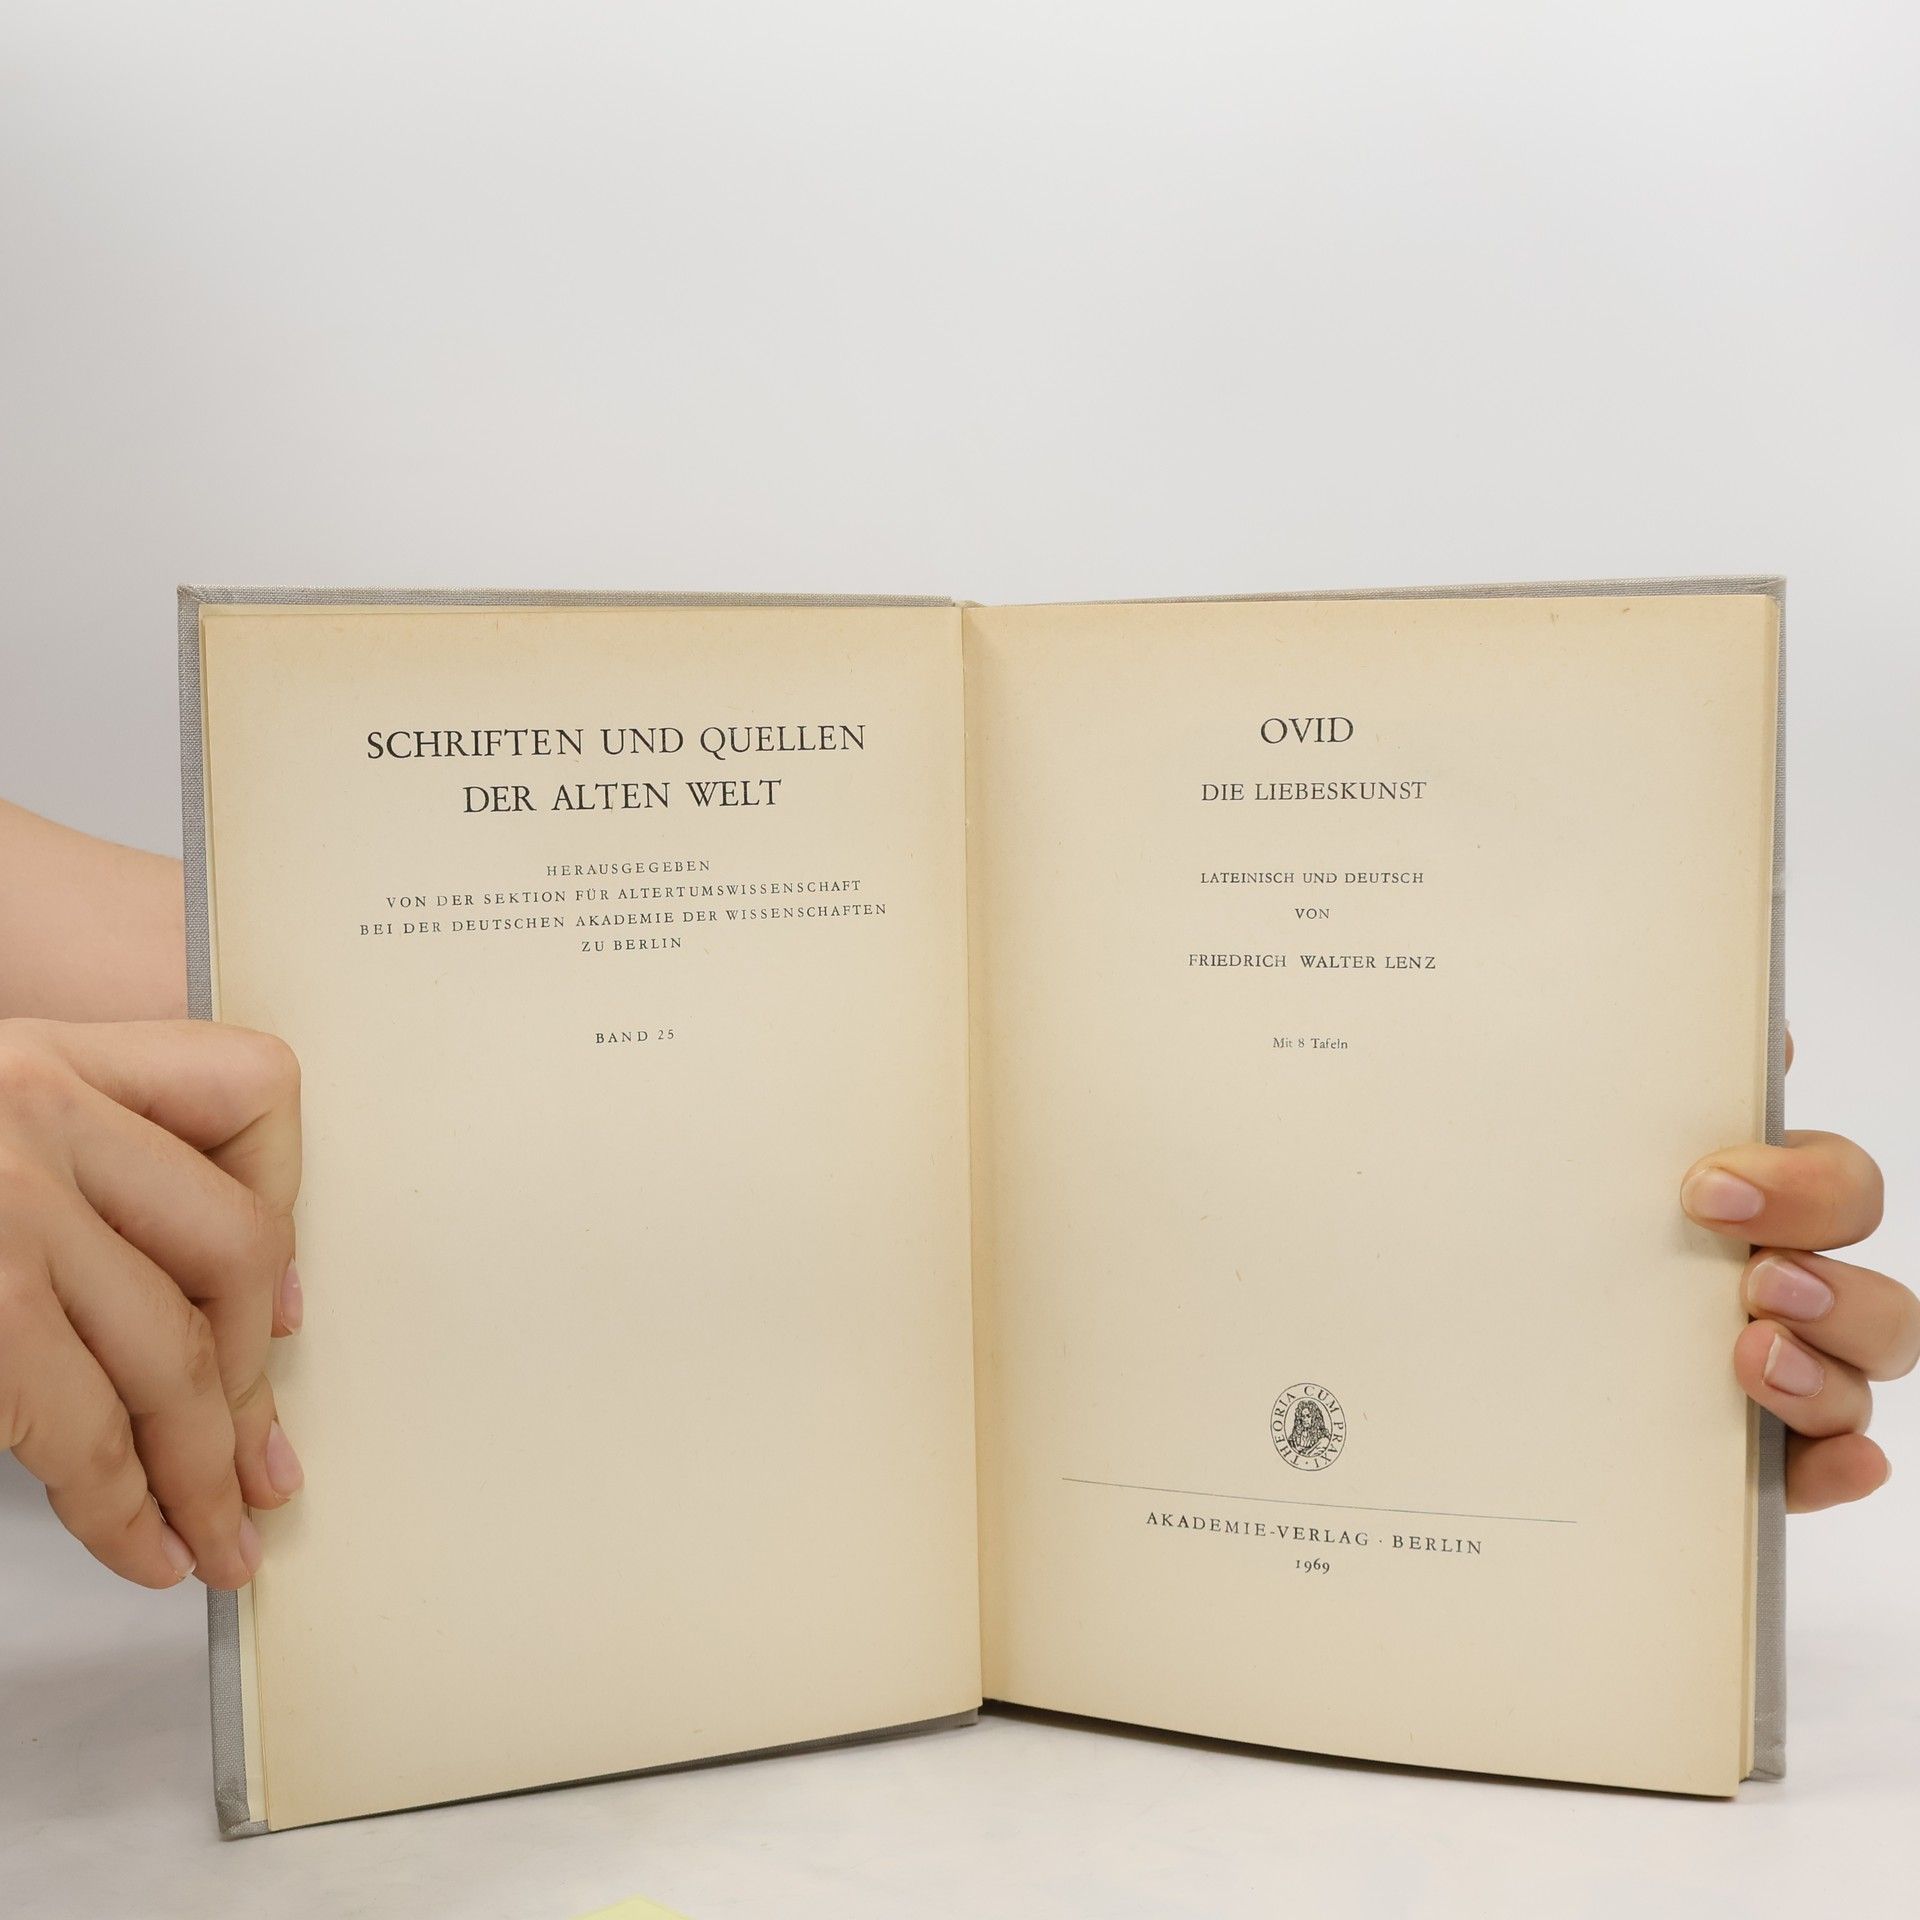 SCHRIFTEN UND QUELLEN
DER ALTEN WELT
HERAUSGEGEBEN
VON DER SEKTION FÜR ALTERTUMSWISSENSCHAFT
BEI DER DEUTSCHEN AKADEMIE DER WISSENSCHAFTEN
ZU BERLIN
BAND 25
OVID
DIE LIEBESKUNST
LATEINISCH UND DEUTSCH
VON
FRIEDRICH WALTER LENZ
Mit 8 Tafeln
THEORIA CUM PRAXI ·
AKADEMIE-VERLAG · BERLIN
1969